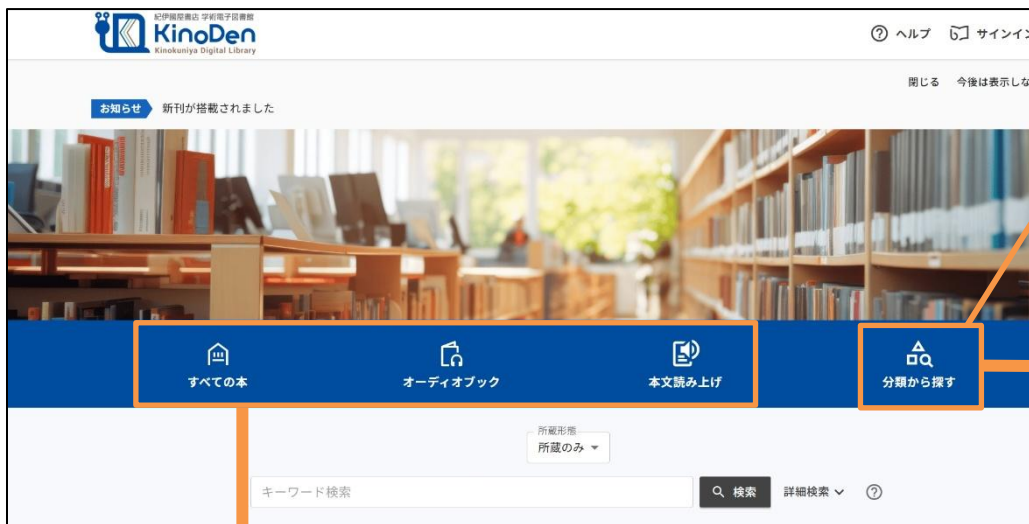 紀伊國屋書店 学術電子図書館
KinoDen
Kinokuniya Digital Library
ヘルプ サインイン
閉じる 今後は表示しな
お知らせ 新刊が搭載されました
すべての本 オーディオブック 本文読み上げ 分類から探す
所蔵形態
所蔵のみ
キーワード検索 検索 詳細検索